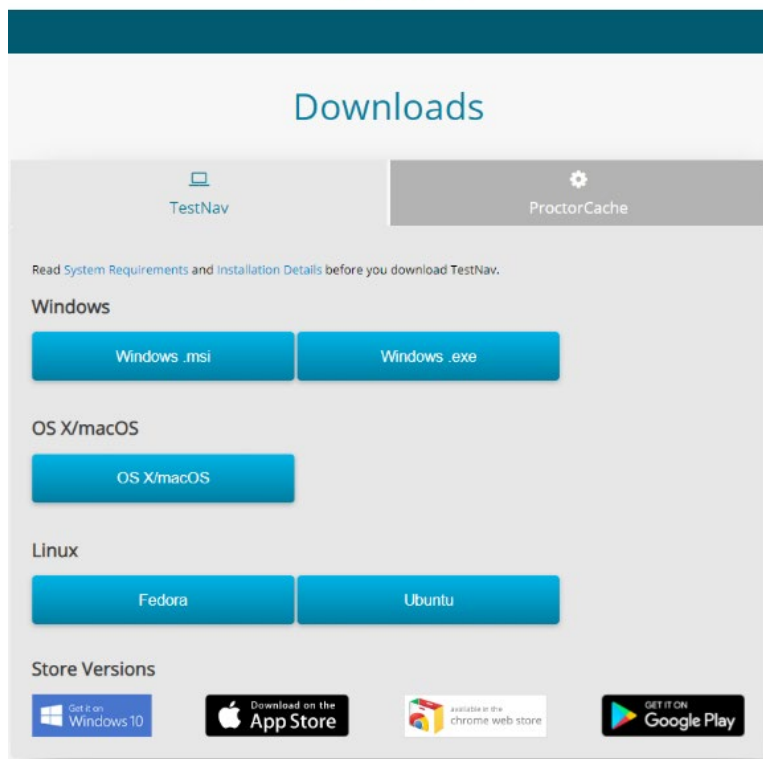 Downloads
TestNav
ProctorCache
Read System Requirements and Installation Details before you download TestNav.
Windows
Windows .msi
Windows .exe
OS X/macOS
OS X/macOS
Linux
Fedora
Ubuntu
Store Versions
Get it on
Windows 10
Download on the
App Store
available in the
chrome web store
GET IT ON
Google Play